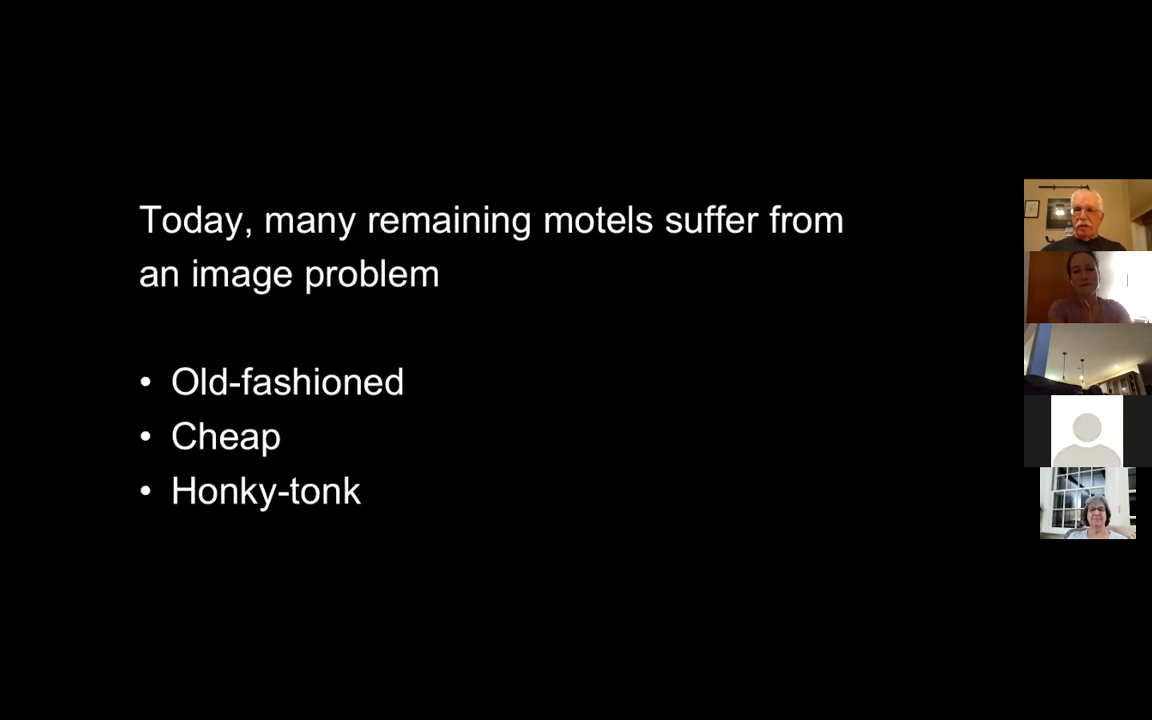 Today, many remaining motels suffer from
an image problem
• Old-fashioned
• Cheap
• Honky-tonk